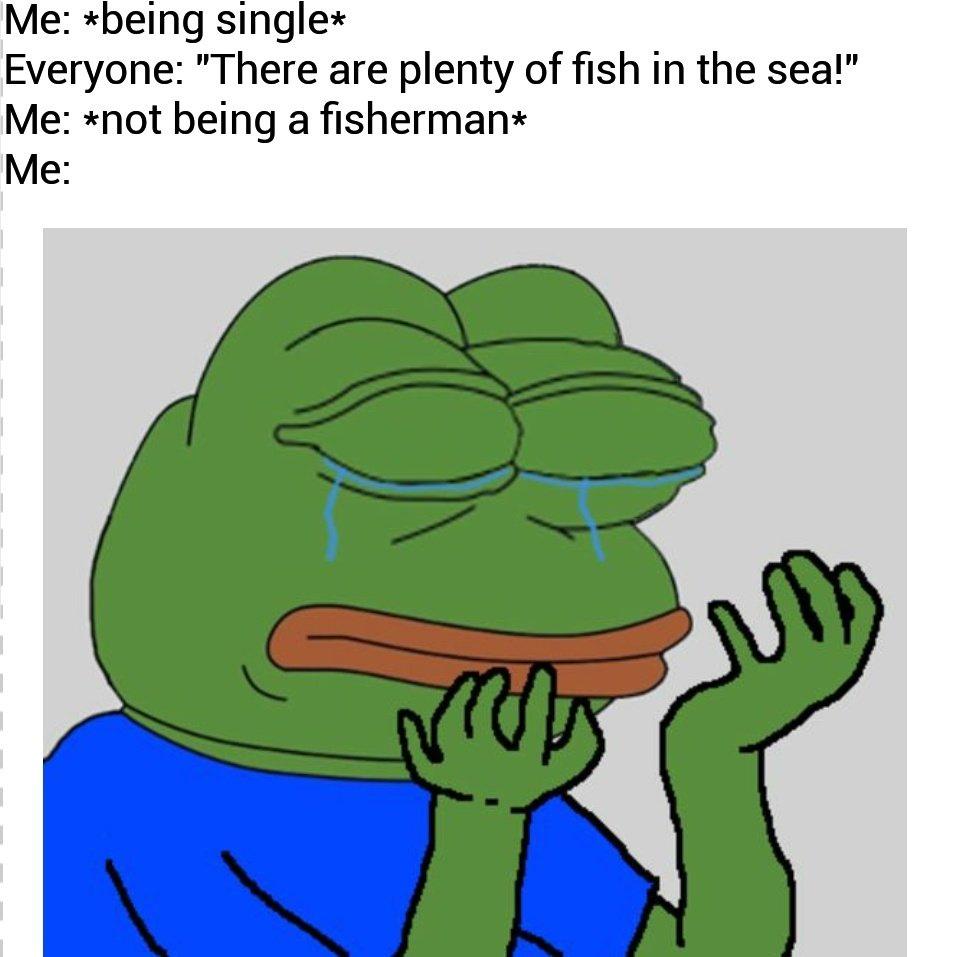 Me: *being single*
Everyone: "There are plenty of fish in the sea!"
Me: *not being a fisherman*
Me: